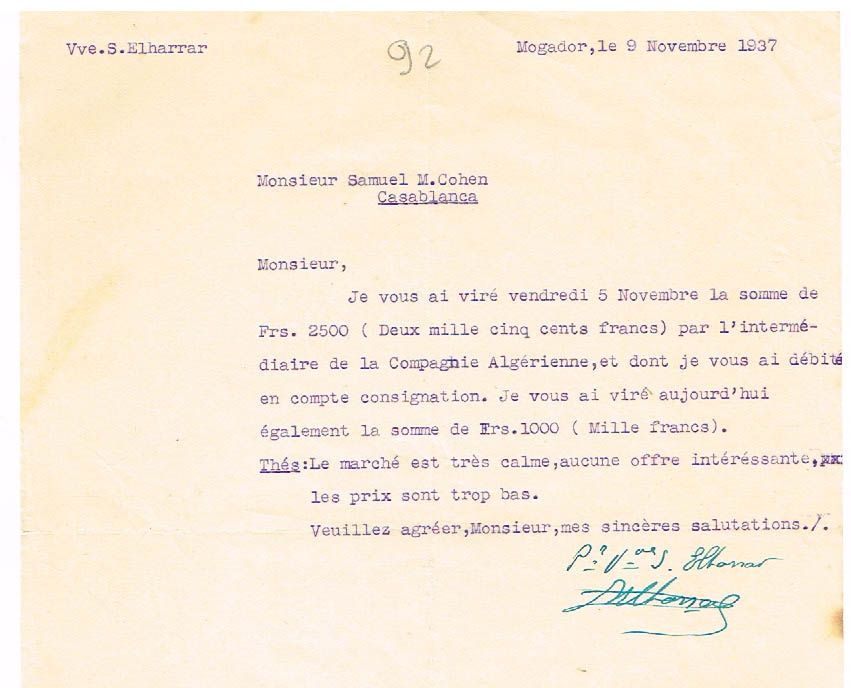 Vve.S.Elharrar
92
Mogador,le 9 Novembre 1937
Monsieur Samuel M.Cohen
Casablanca
Monsieur,
Je vous ai viré vendredi 5 Novembre la somme de
Frs. 2500 ( Deux mille cinq cents francs) par l'intermé-
diaire de la Compagnie Algérienne,et dont je vous ai débité
en compte consignation. Je vous ai viré aujourd'hui
également la somme de Frs.1000 ( Mille francs).
Thés:Le marché est très calme,aucune offre intéréssante,
les prix sont trop bas.
Veuillez agréer,Monsieur,mes sincères salutations./.
Pr Vve S. Elharrar